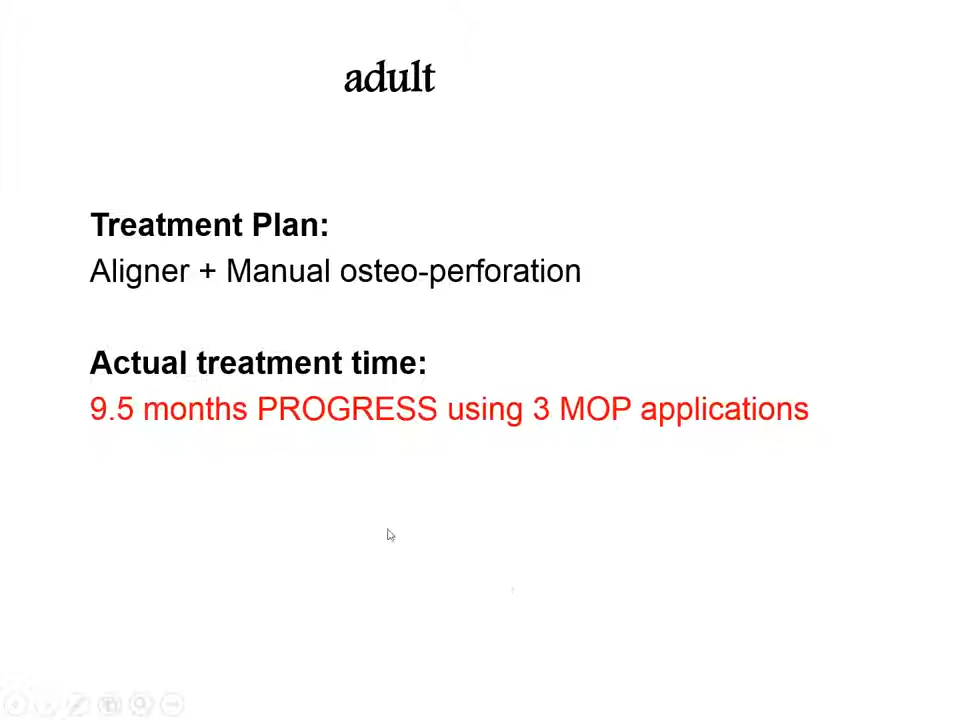 adult
Treatment Plan:
Aligner + Manual osteo-perforation
Actual treatment time:
9.5 months PROGRESS using 3 MOP applications